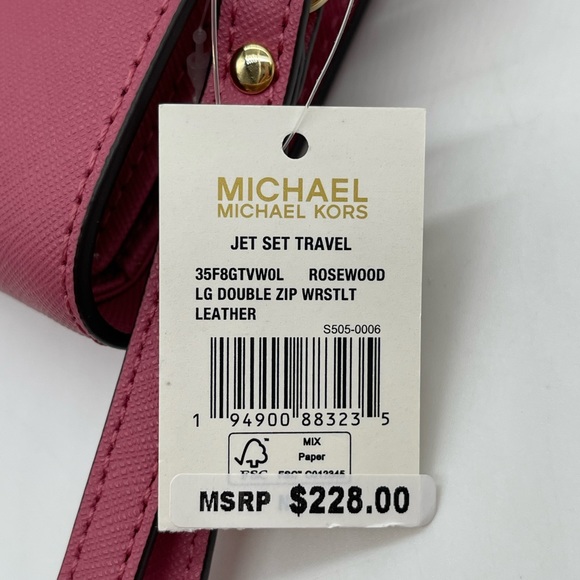 MICHAEL
MICHAEL KORS
JET SET TRAVEL
35F8GTVW0L ROSEWOOD
LG DOUBLE ZIP WRSTLT
LEATHER
S505-0006
1 94900 88323 5
MIX
Paper
FSC
MSRP $228.00